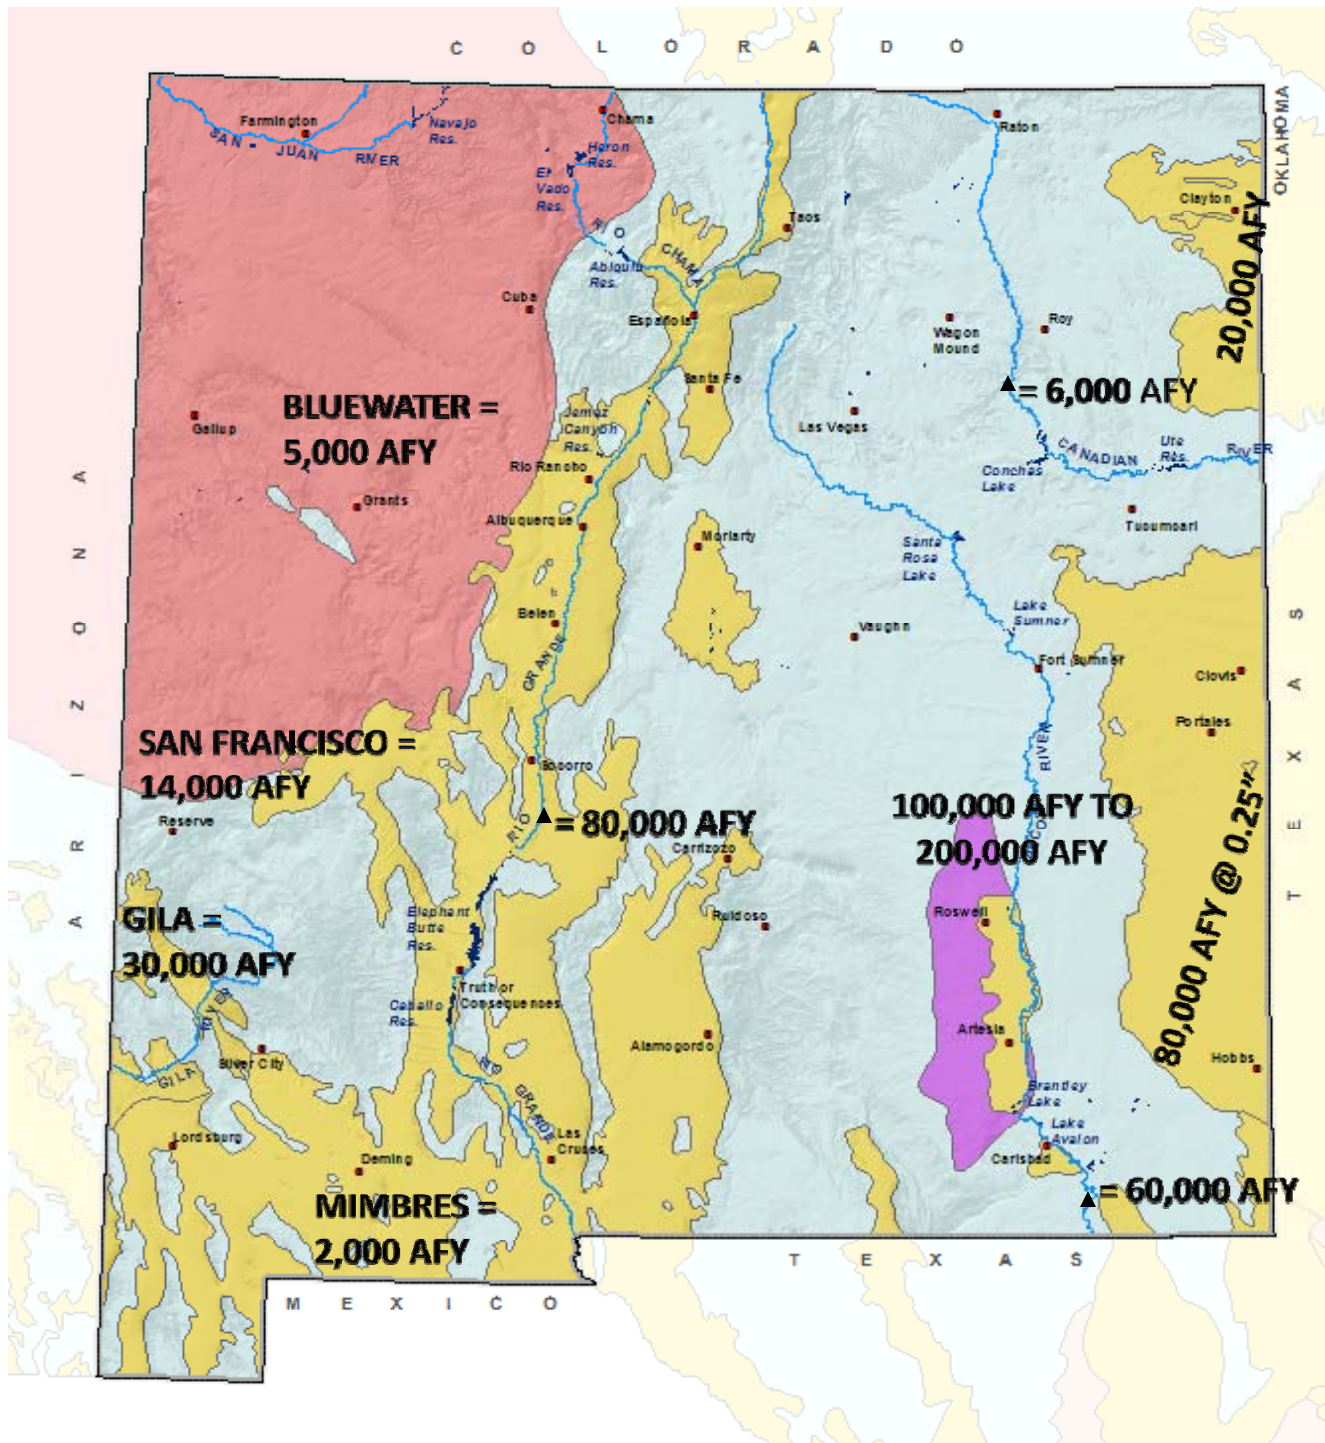 C O L O R A D O
OKLAHOMA
Farmington
SAN JUAN RIVER
Navajo
Res.
Chama
Heron
Res.
El
Vado
Res.
RIO CHAMA
Abiquiu
Res.
Taos
Raton
Clayton
20,000 AFY
Cuba
Española
Wagon
Mound
Roy
Santa Fe
= 6,000 AFY
BLUEWATER =
5,000 AFY
Gallup
Jemez
Canyon
Res.
Las Vegas
Rio Rancho
Conchas
Lake
CANADIAN RIVER
Ute
Res.
Grants
Albuquerque
Moriarty
Tucumcari
Santa
Rosa
Lake
Belen
Lake
Sumner
Vaughn
Fort Sumner
Clovis
Portales
RIO GRANDE
A R I Z O N A
T E X A S
SAN FRANCISCO =
14,000 AFY
Reserve
Socorro
= 80,000 AFY
Carrizozo
100,000 AFY TO
200,000 AFY
RIVER
80,000 AFY @ 0.25”
GILA =
30,000 AFY
Elephant
Butte
Res.
Ruidoso
Roswell
Truth or
Consequences
Caballo
Res.
RIVER
GILA
Silver City
Alamogordo
Artesia
Hobbs
RIO GRANDE
Brantley
Lake
Lake
Avalon
Lordsburg
Deming
Las
Cruces
Carlsbad
= 60,000 AFY
MIMBRES =
2,000 AFY
T E X A S
M E X I C O